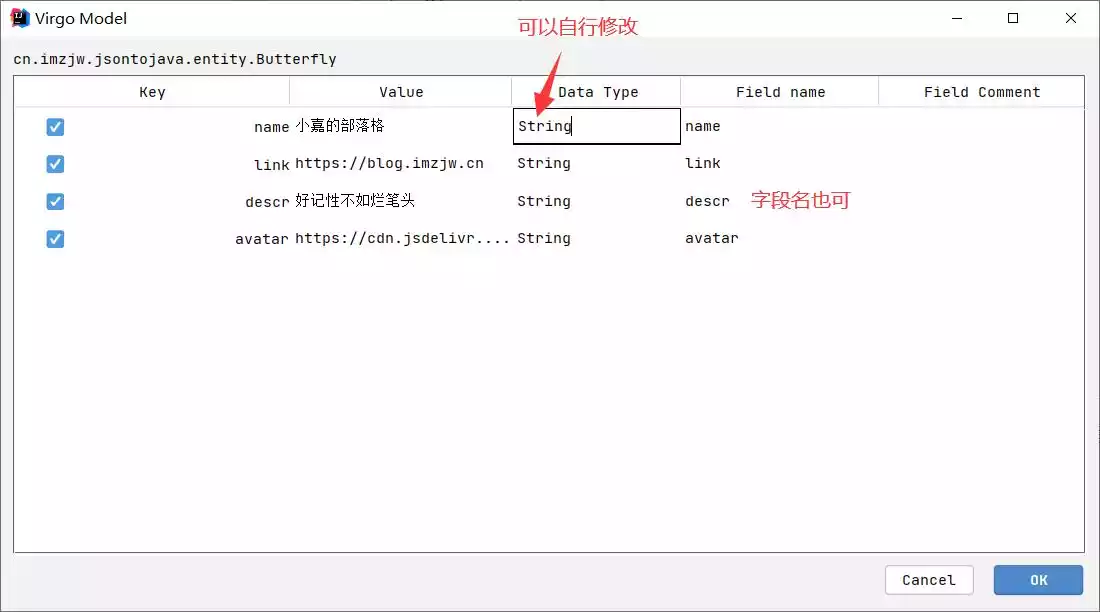 Virgo Model
可以自行修改
cn.imzjw.jsontojava.entity.Butterfly
Key Value Data Type Field name Field Comment
name 小嘉的部落格 String name
link https://blog.imzjw.cn String link
descr 好记性不如烂笔头 String descr 字段名也可
avatar https://cdn.jsdelivr.... String avatar
Cancel OK